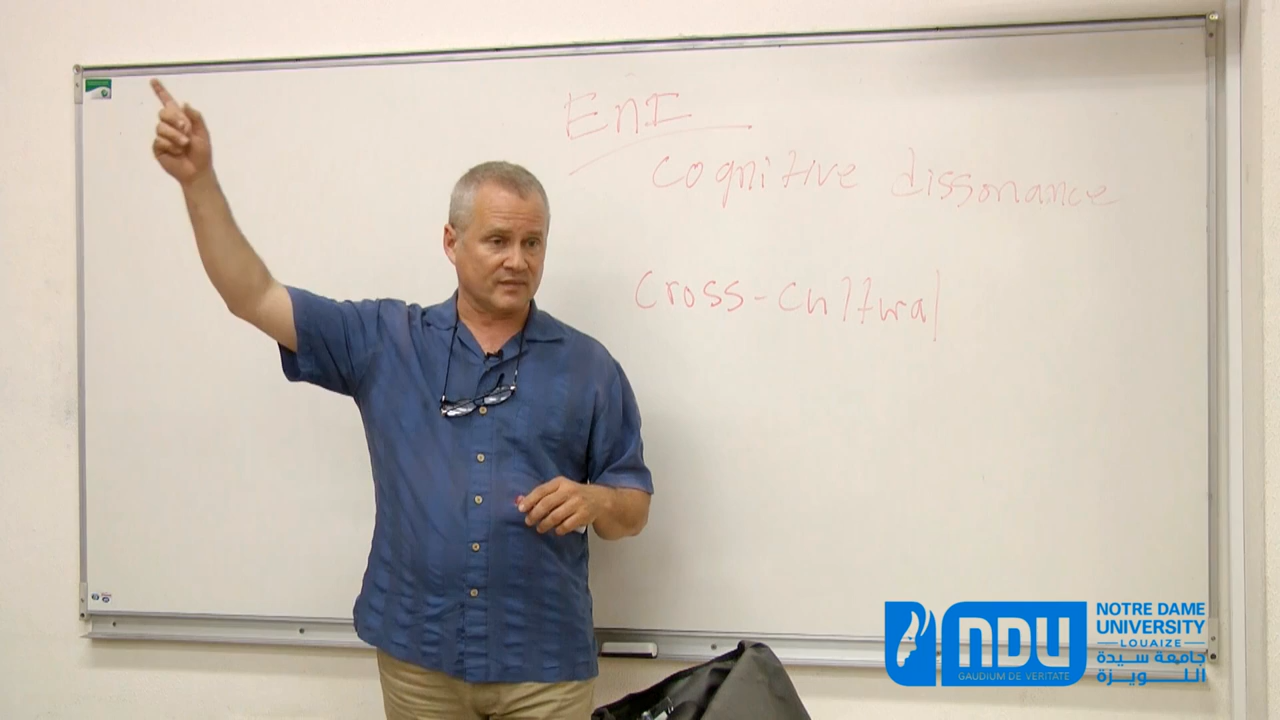 EnI
cognitive dissonance
cross-cultural
NDU
GAUDIUM DE VERITATE
NOTRE DAME
UNIVERSITY
LOUAIZE
جامعة سيدة
اللويزة